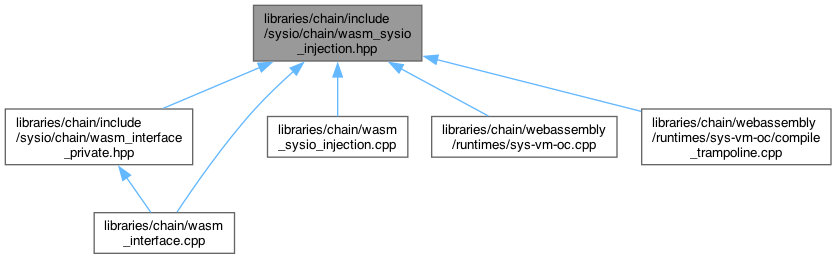 libraries/chain/include
/sysio/chain/wasm_sysio
_injection.hpp
libraries/chain/include
/sysio/chain/wasm_interface
_private.hpp
libraries/chain/wasm
_sysio_injection.cpp
libraries/chain/webassembly
/runtimes/sys-vm-oc.cpp
libraries/chain/webassembly
/runtimes/sys-vm-oc/compile
_trampoline.cpp
libraries/chain/wasm
_interface.cpp